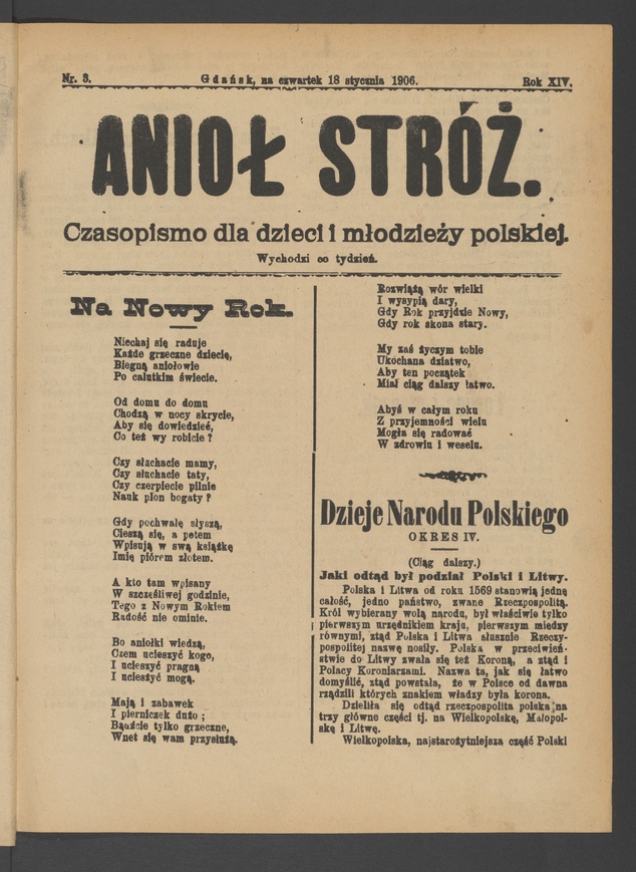 Nr. 3.
Gdańsk, na czwartek 18 stycznia 1906.
Rok XIV.
ANIOŁ STRÓŻ.
Czasopismo dla dzieci i młodzieży polskiej.
Wychodzi co tydzień.
Na Nowy Rok.
Niechaj się raduje
Każde grzeczne dziecię,
Biegną aniołowie
Po calutkim świecie.
Od domu do domu
Chodzą w nocy skrycie,
Aby się dowiedzieć,
Co też wy robicie?
Czy słuchacie mamy,
Czy słuchacie taty,
Czy czerpiecie pilnie
Nauk plon bogaty?
Gdy pochwałę słyszą,
Cieszą się, a potem
Wpisują w swą książkę
Imię piórem złotem.
A kto tam wpisany
W szczęśliwej godzinie,
Tego z Nowym Rokiem
Radość nie ominie.
Bo aniołki wiedzą,
Czem ucieszyć kogo,
I ucieszyć pragną
I ucieszyć mogą.
Mają i zabawek
I pierniczek dużo;
Bądźcie tylko grzeczne,
Wnet się wam przysłużą.
Rozwiążą wór wielki
I wysypią dary,
Gdy Rok przyjdzie Nowy,
Gdy rok skona stary.
My zaś życzym tobie
Ukochana dziatwo,
Aby ten początek
Miał ciąg dalszy łatwo.
Abyś w całym roku
Z przyjemności wielu
Mogła się radować
W zdrowiu i weselu.
Dzieje Narodu Polskiego
OKRES IV.
(Ciąg dalszy.)
Jaki odtąd był podział Polski i Litwy.
Polska i Litwa od roku 1569 stanowią jedną
całość, jedno państwo, zwane Rzeczpospolitą.
Król wybierany wolą narodu, był właściwie tylko
pierwszym urzędnikiem kraju, pierwszym między
równymi, ztąd Polska i Litwa słusznie Rzeczy-
pospolitej nazwę nosiły. Polska w przeciwień-
stwie do Litwy zwała się też Koroną, a ztąd i
Polacy Koroniarzami. Nazwa ta, jak się łatwo
domyślić, ztąd powstała, że w Polsce od dawna
rządzili których znakiem władzy była korona.
Dzieliła się odtąd rzeczpospolita polska na
trzy główne części tj. na Wielkopolskę, Małopol-
skę i Litwę.
Wielkopolska, najstarożytniejsza część Polski